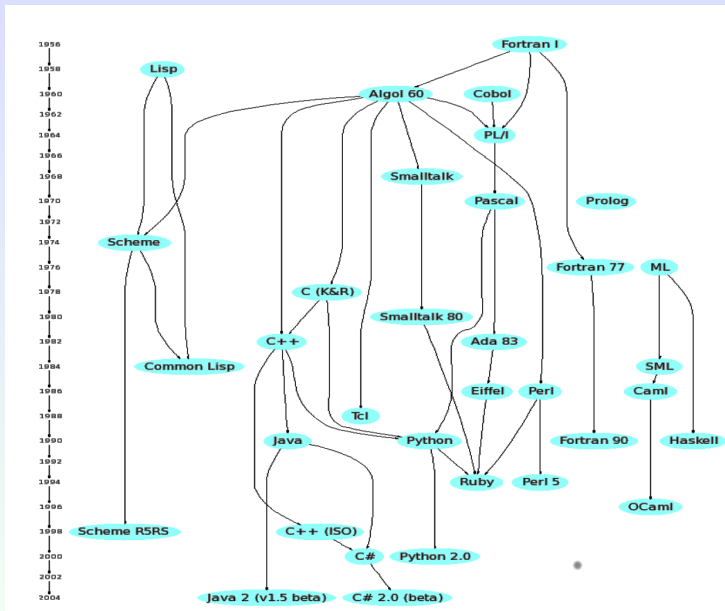 1956
Fortran I
1958
Lisp
1960
Algol 60
Cobol
1962
1964
PL/I
1966
1968
Smalltalk
1970
Pascal
Prolog
1972
1974
Scheme
1976
Fortran 77
ML
1978
C (K&R)
1980
Smalltalk 80
1982
C++
Ada 83
1984
Common Lisp
SML
1986
Eiffel
Perl
Caml
1988
Tcl
1990
Java
Python
Fortran 90
Haskell
1992
1994
Ruby
Perl 5
1996
OCaml
1998
Scheme R5RS
C++ (ISO)
2000
C#
Python 2.0
2002
2004
Java 2 (v1.5 beta)
C# 2.0 (beta)